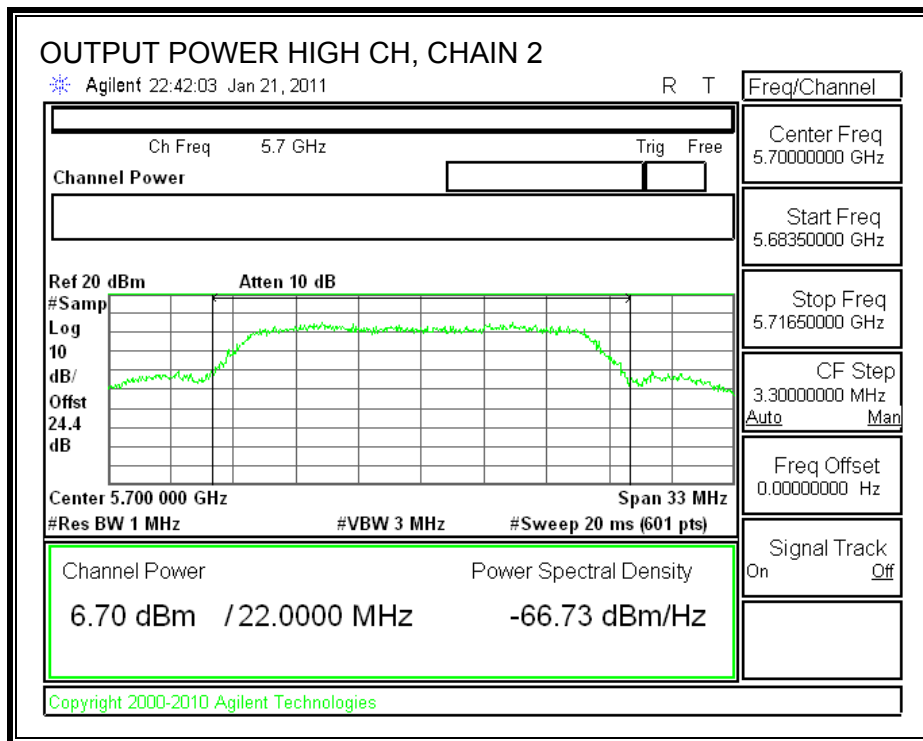 OUTPUT POWER HIGH CH, CHAIN 2
Agilent 22:42:03 Jan 21, 2011 R T
Freq/Channel
Ch Freq 5.7 GHz Trig Free
Channel Power
Center Freq
5.70000000 GHz
Start Freq
5.68350000 GHz
Stop Freq
5.71650000 GHz
CF Step
3.30000000 MHz
Auto Man
Freq Offset
0.00000000 Hz
Signal Track
On Off
Ref 20 dBm Atten 10 dB
#Samp
Log
10
dB/
Offst
24.4
dB
Center 5.700 000 GHz Span 33 MHz
#Res BW 1 MHz #VBW 3 MHz #Sweep 20 ms (601 pts)
Channel Power Power Spectral Density
6.70 dBm / 22.0000 MHz -66.73 dBm/Hz
Copyright 2000-2010 Agilent Technologies